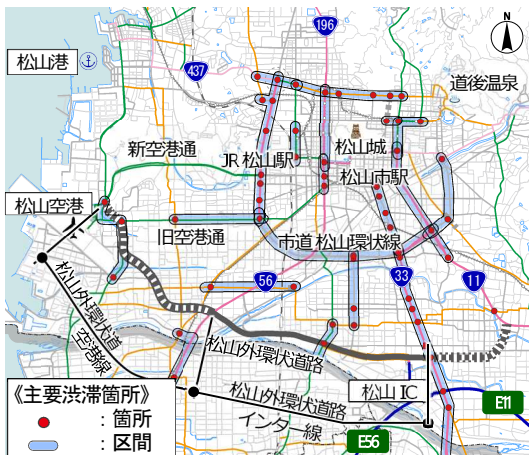 196
N
松山港
437
道後温泉
新空港通
JR 松山駅
松山城
松山市駅
松山空港
旧空港通
市道 松山環状線
56
33
11
松山外環状道路
空港線
松山外環状道路
松山外環状道路
インター線
松山 IC
E11
E56
《主要渋滞箇所》
：箇所
：区間